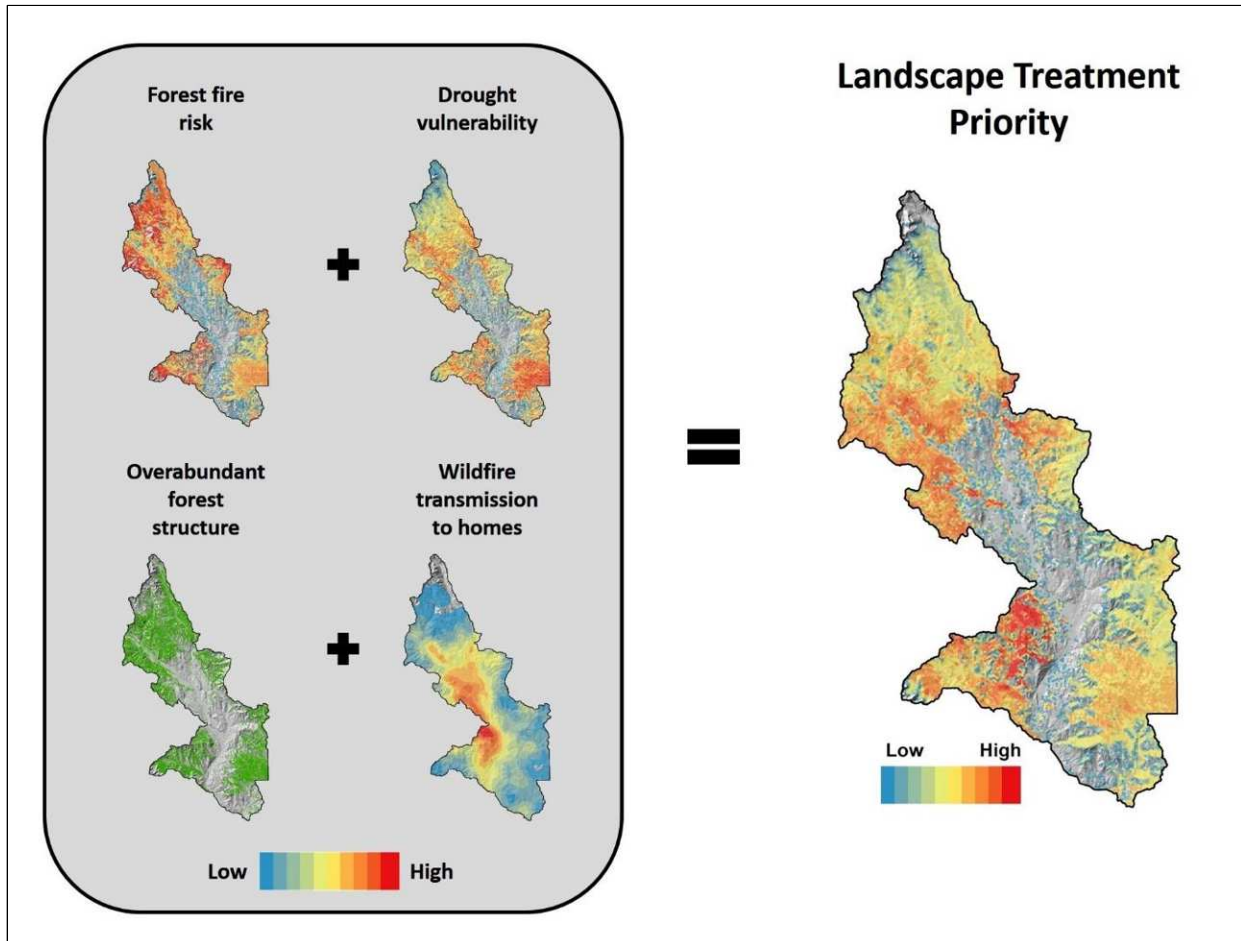 Forest fire
risk
Drought
vulnerability
Overabundant
forest
structure
Wildfire
transmission
to homes
Low
High
Landscape Treatment
Priority
Low
High